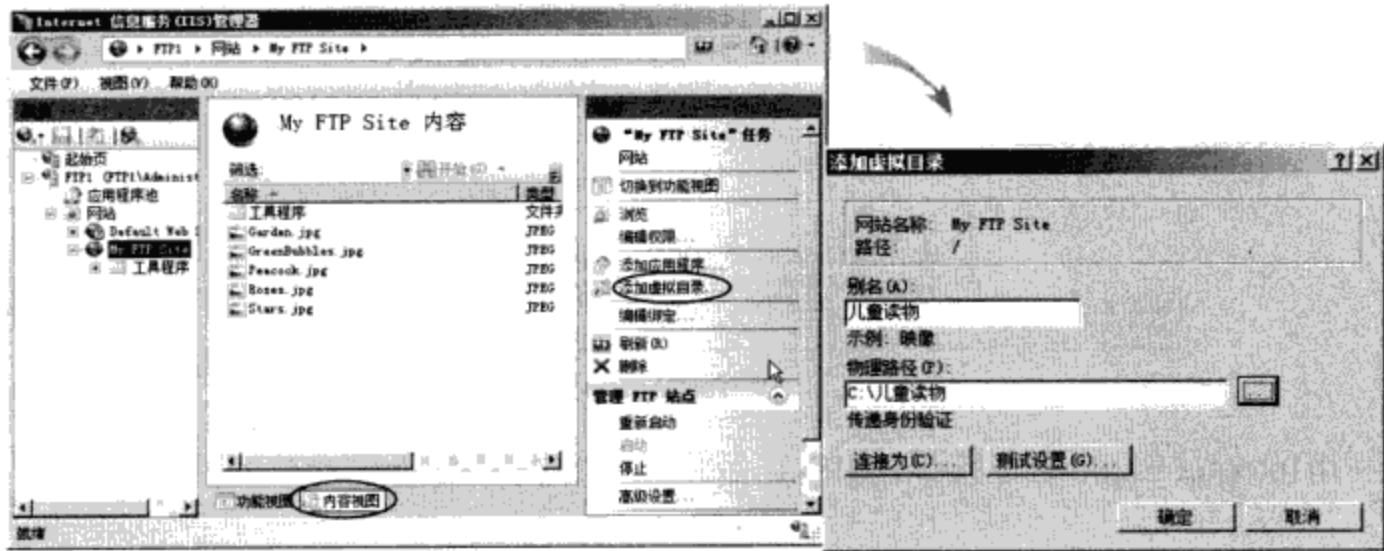 Internet 信息服务(IIS)管理器
FTP1 ▸ 网站 ▸ My FTP Site ▸
文件(F) 视图(V) 帮助(H)
起始页
FTP1 (FTP1\Administ
应用程序池
网站
Default Web S
My FTP Site
工具程序
My FTP Site 内容
筛选: 开始(G)
名称 类型
工具程序 文件夹
Garden.jpg JPEG
GreenBubbles.jpg JPEG
Peacock.jpg JPEG
Roses.jpg JPEG
Stars.jpg JPEG
功能视图 内容视图
就绪
“My FTP Site”任务
网站
切换到功能视图
浏览
编辑权限...
添加应用程序
添加虚拟目录...
编辑绑定...
刷新(R)
删除
管理 FTP 站点
重新启动
启动
停止
高级设置...
添加虚拟目录
网站名称: My FTP Site
路径: /
别名(A):
儿童读物
示例: 映像
物理路径(P):
C:\儿童读物
...
传递身份验证
连接为(C)... 测试设置(G)...
确定 取消